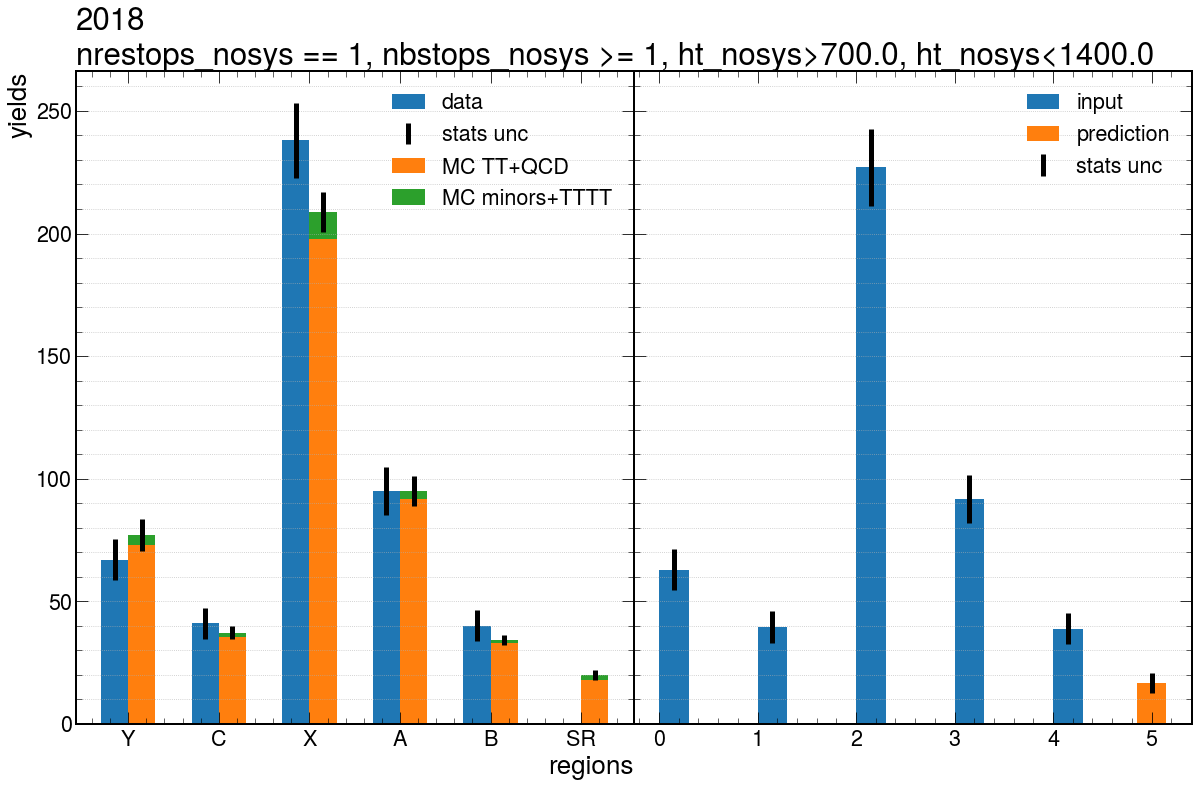 2018
nrestops_nosys == 1, nbstops_nosys >= 1, ht_nosys>700.0, ht_nosys<1400.0
yields
250
200
150
100
50
0
data
stats unc
MC TT+QCD
MC minors+TTTT
input
prediction
stats unc
Y C X A B SR
0 1 2 3 4 5
regions